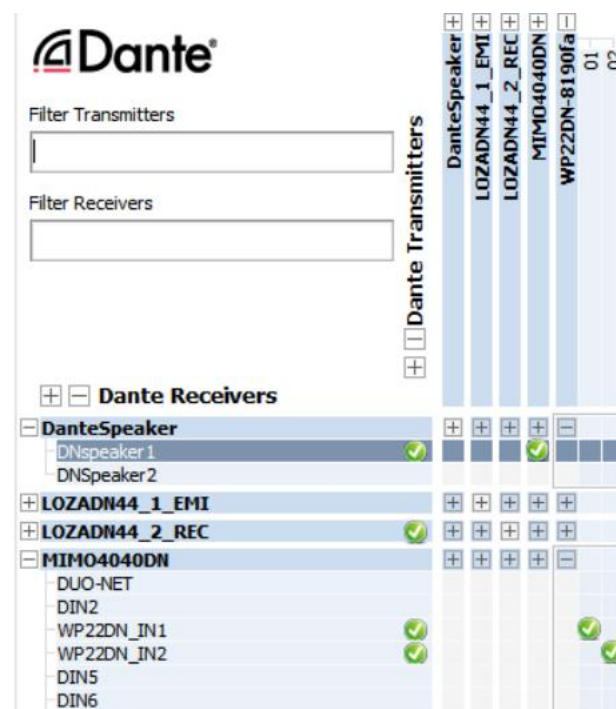 Dante®
Filter Transmitters
Filter Receivers
Dante Transmitters
DanteSpeaker
LOZADN44_1_EMI
LOZADN44_2_REC
MIMO4040DN
WP22DN-8190fa
01
02
Dante Receivers
DanteSpeaker
DNspeaker1
DNSpeaker2
LOZADN44_1_EMI
LOZADN44_2_REC
MIMO4040DN
DUO-NET
DIN2
WP22DN_IN1
WP22DN_IN2
DIN5
DIN6